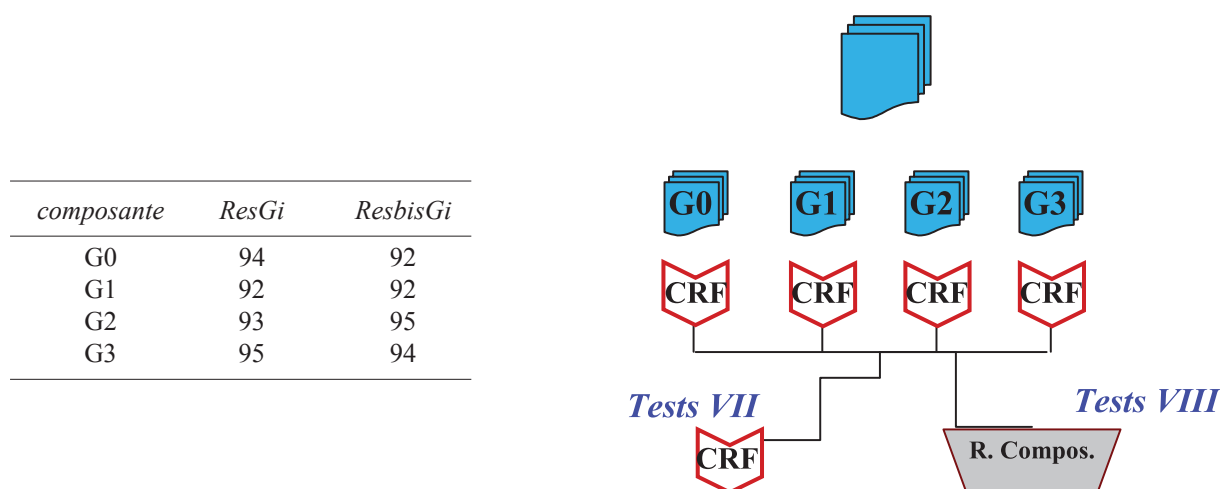 composante ResGi ResbisGi
G0 94 92
G1 92 92
G2 93 95
G3 95 94
G0 G1 G2 G3
CRF CRF CRF CRF
Tests VII
Tests VIII
CRF
R. Compos.